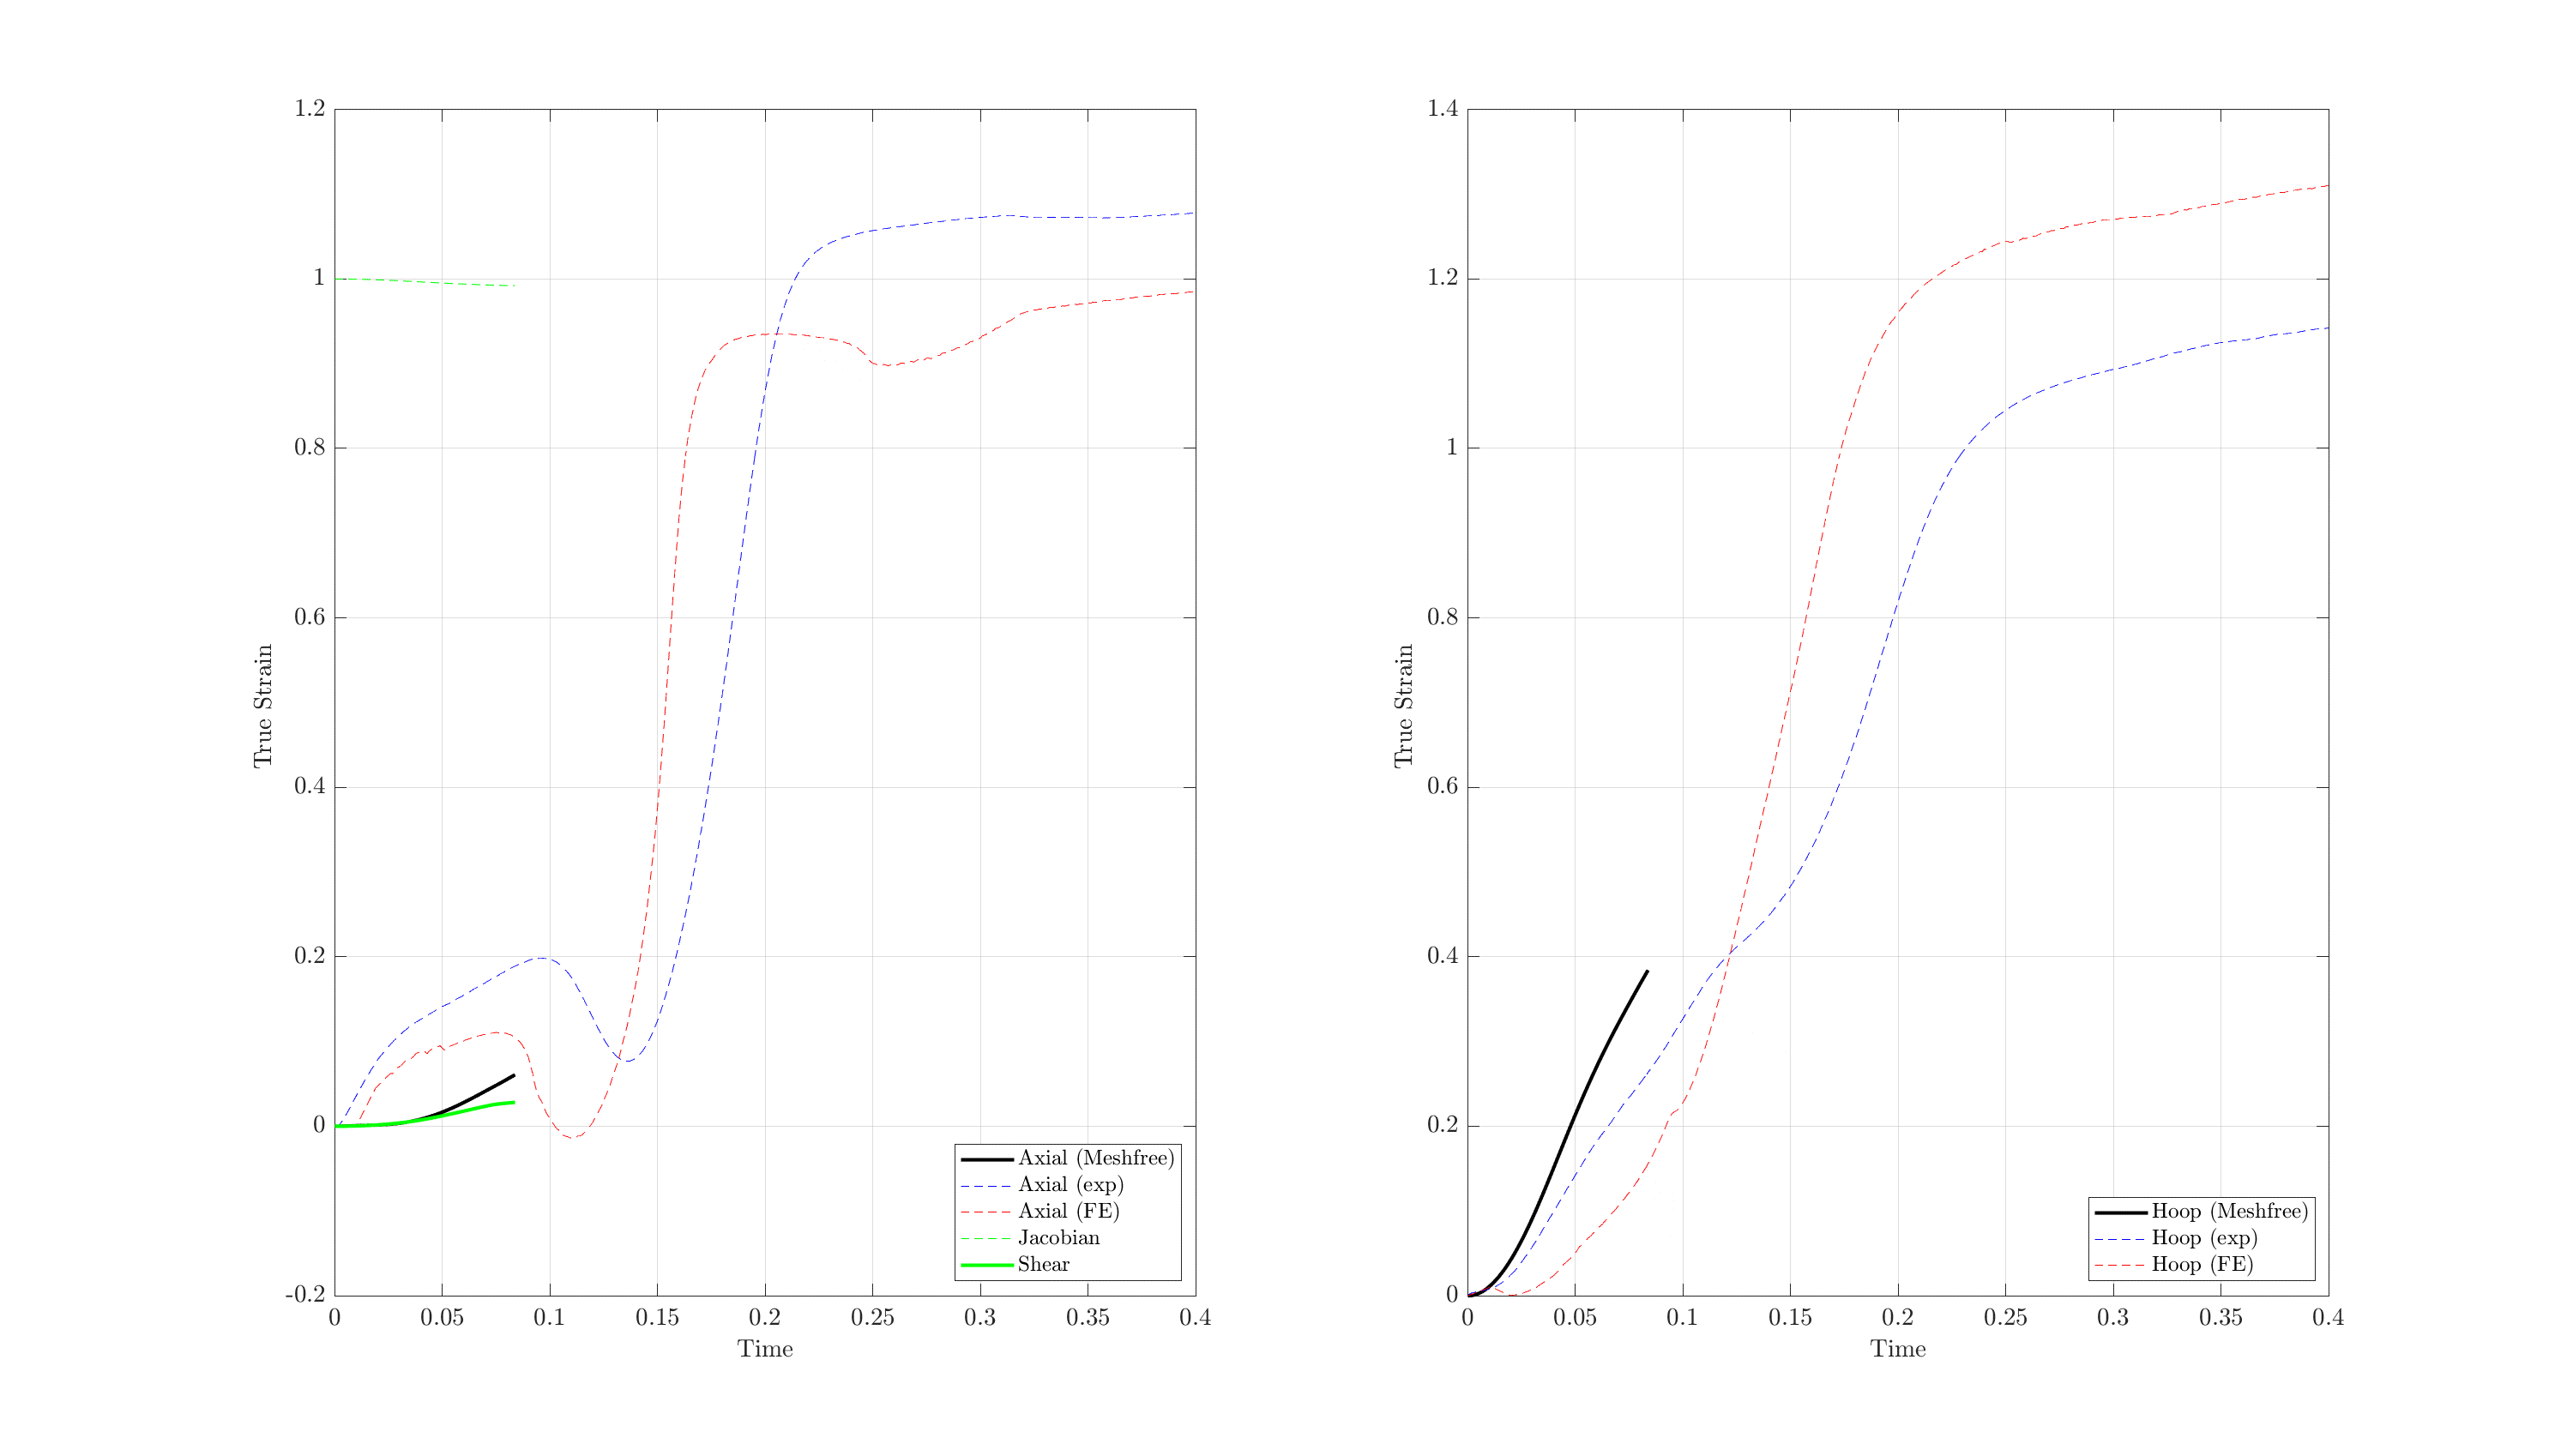 1.2
1
0.8
0.6
0.4
0.2
0
-0.2
True Strain
0 0.05 0.1 0.15 0.2 0.25 0.3 0.35 0.4
Time
Axial (Meshfree)
Axial (exp)
Axial (FE)
Jacobian
Shear
1.4
1.2
1
0.8
0.6
0.4
0.2
0
True Strain
0 0.05 0.1 0.15 0.2 0.25 0.3 0.35 0.4
Time
Hoop (Meshfree)
Hoop (exp)
Hoop (FE)